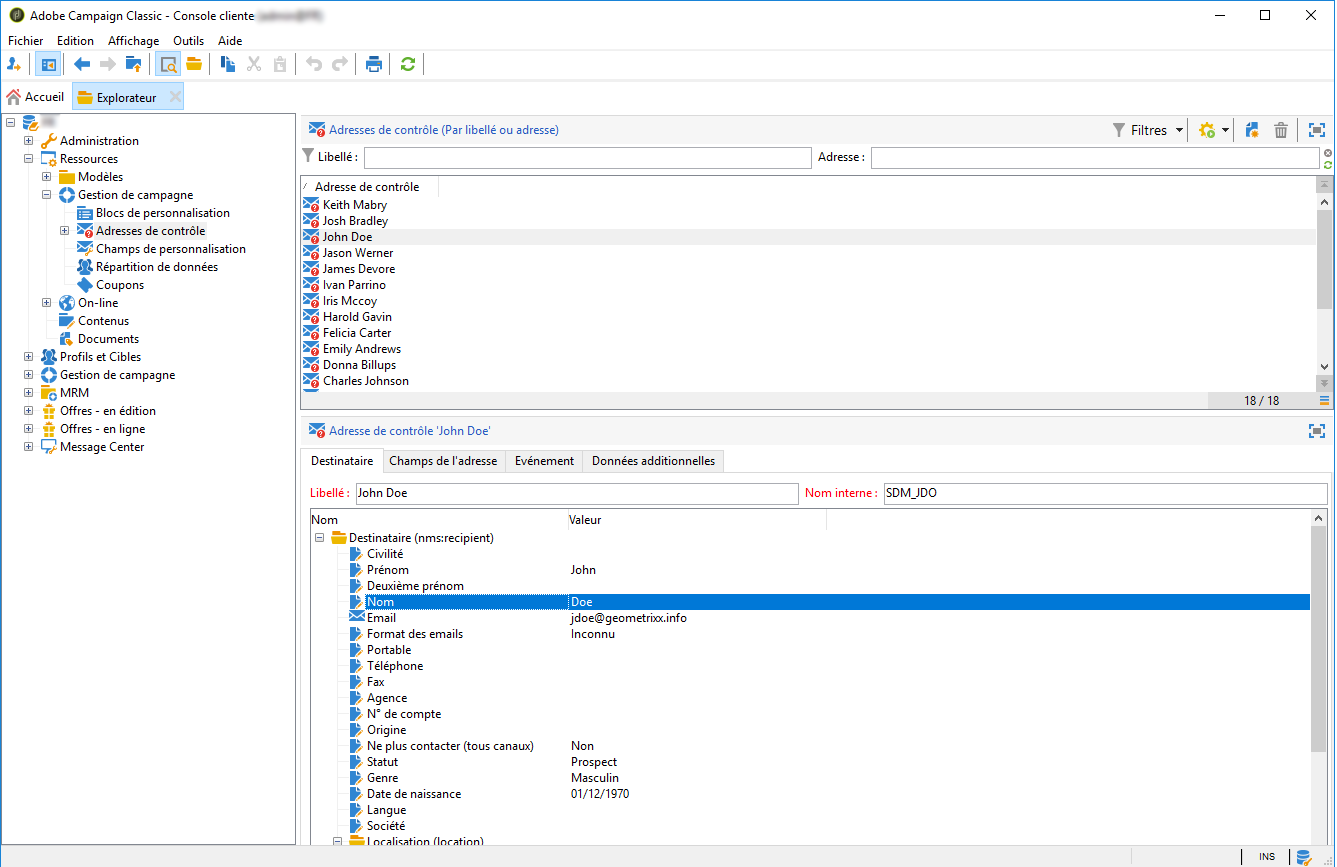 Adobe Campaign Classic - Console cliente
Fichier Edition Affichage Outils Aide
Accueil Explorateur
Administration
Ressources
Modèles
Gestion de campagne
Blocs de personnalisation
Adresses de contrôle
Champs de personnalisation
Répartition de données
Coupons
On-line
Contenus
Documents
Profils et Cibles
Gestion de campagne
MRM
Offres - en édition
Offres - en ligne
Message Center
Adresses de contrôle (Par libellé ou adresse) Filtres
Libellé : Adresse :
Adresse de contrôle
Keith Mabry
Josh Bradley
John Doe
Jason Werner
James Devore
Ivan Parrino
Iris Mccoy
Harold Gavin
Felicia Carter
Emily Andrews
Donna Billups
Charles Johnson
18 / 18
Adresse de contrôle 'John Doe'
Destinataire Champs de l'adresse Evénement Données additionnelles
Libellé : John Doe Nom interne : SDM_JDO
Nom Valeur
Destinataire (nms:recipient)
Civilité
Prénom John
Deuxième prénom
Nom Doe
Email jdoe@geometrixx.info
Format des emails Inconnu
Portable
Téléphone
Fax
Agence
N° de compte
Origine
Ne plus contacter (tous canaux) Non
Statut Prospect
Genre Masculin
Date de naissance 01/12/1970
Langue
Société
Localisation (location)
INS